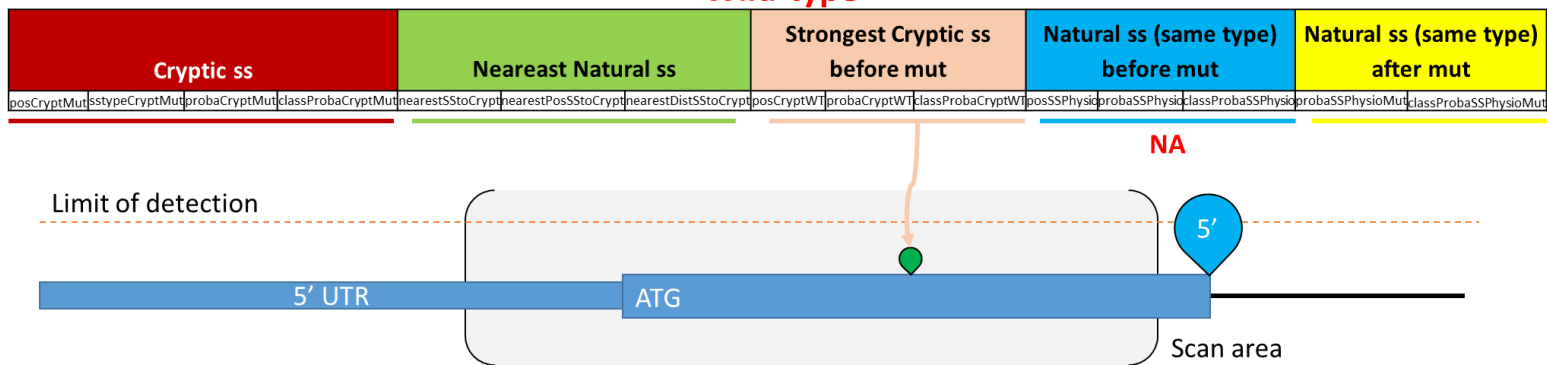 Wild type
Cryptic ss
Neareast Natural ss
Strongest Cryptic ss
before mut
Natural ss (same type)
before mut
Natural ss (same type)
after mut
posCryptMut sstypeCryptMut probaCryptMut classProbaCryptMut nearestSStoCrypt nearestPosSStoCrypt nearestDistSStoCrypt posCryptWT probaCryptWT classProbaCryptWT posSSPhysio probaSSPhysio classProbaSSPhysio probaSSPhysioMut classProbaSSPhysioMut
NA
Limit of detection
5’
5’ UTR
ATG
Scan area